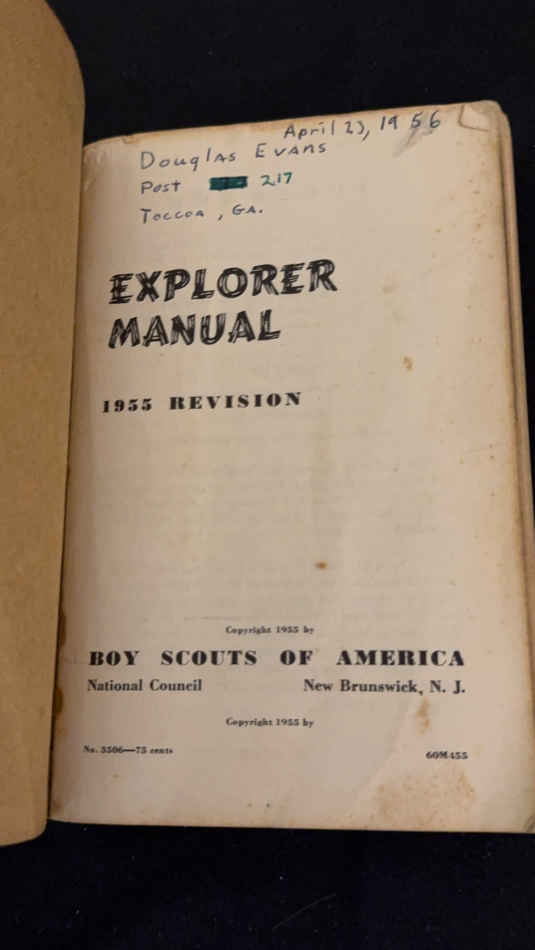 April 23, 1956
Douglas Evans
Post 217
Toccoa, GA.
EXPLORER
MANUAL
1955 REVISION
Copyright 1955 by
BOY SCOUTS OF AMERICA
National Council New Brunswick, N. J.
Copyright 1955 by
No. 3506—75 cents 60M455